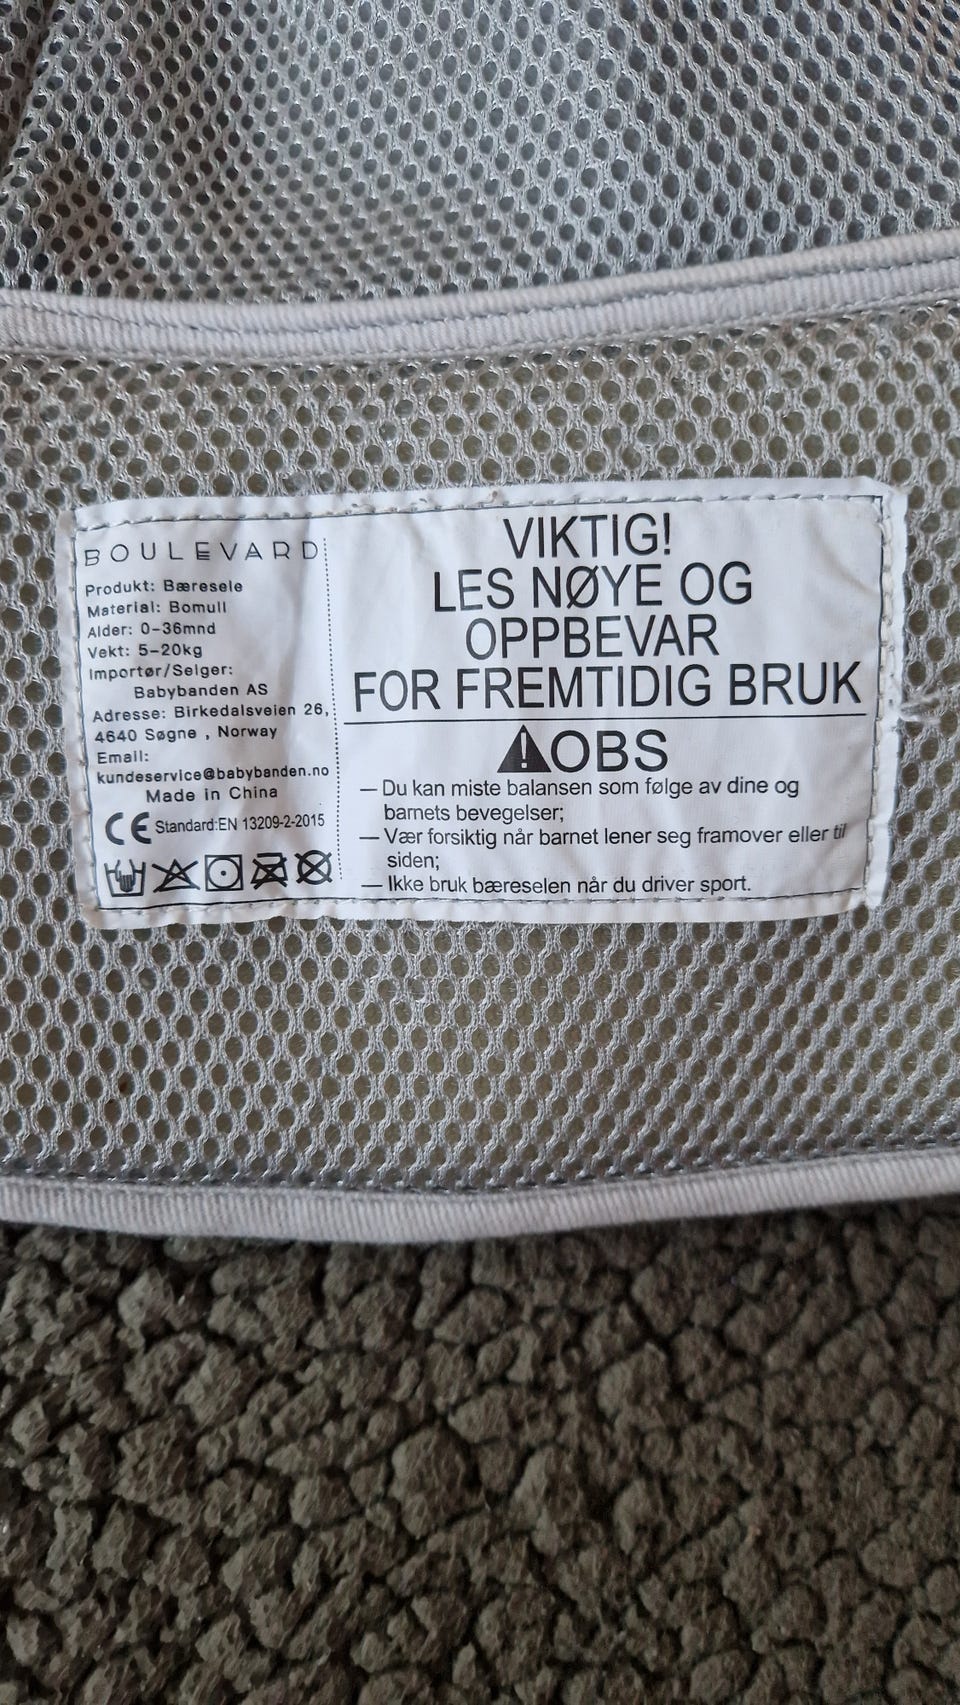 BOULEVARD
Produkt: Bæresele
Material: Bomull
Alder: 0-36mnd
Vekt: 5-20kg
Importør/Selger:
Babybanden AS
Adresse: Birkedalsveien 26,
4640 Søgne , Norway
Email:
kundeservice@babybanden.no
Made in China
CE Standard:EN 13209-2-2015
VIKTIG!
LES NØYE OG
OPPBEVAR
FOR FREMTIDIG BRUK
OBS
— Du kan miste balansen som følge av dine og
barnets bevegelser;
— Vær forsiktig når barnet lener seg framover eller til
siden;
— Ikke bruk bæreselen når du driver sport.